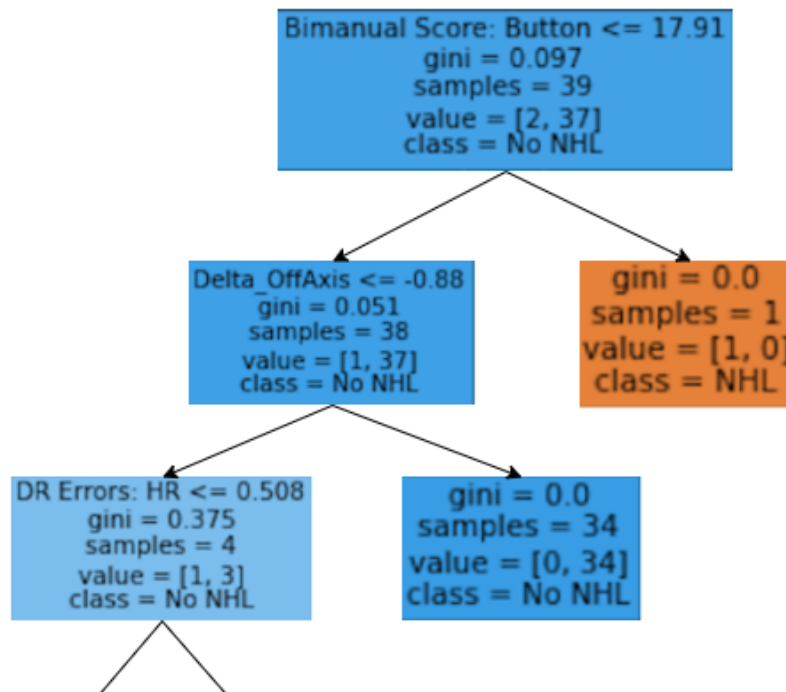 Bimanual Score: Button <= 17.91
gini = 0.097
samples = 39
value = [2, 37]
class = No NHL
Delta_OffAxis <= -0.88
gini = 0.051
samples = 38
value = [1, 37]
class = No NHL
gini = 0.0
samples = 1
value = [1, 0]
class = NHL
DR Errors: HR <= 0.508
gini = 0.375
samples = 4
value = [1, 3]
class = No NHL
gini = 0.0
samples = 34
value = [0, 34]
class = No NHL